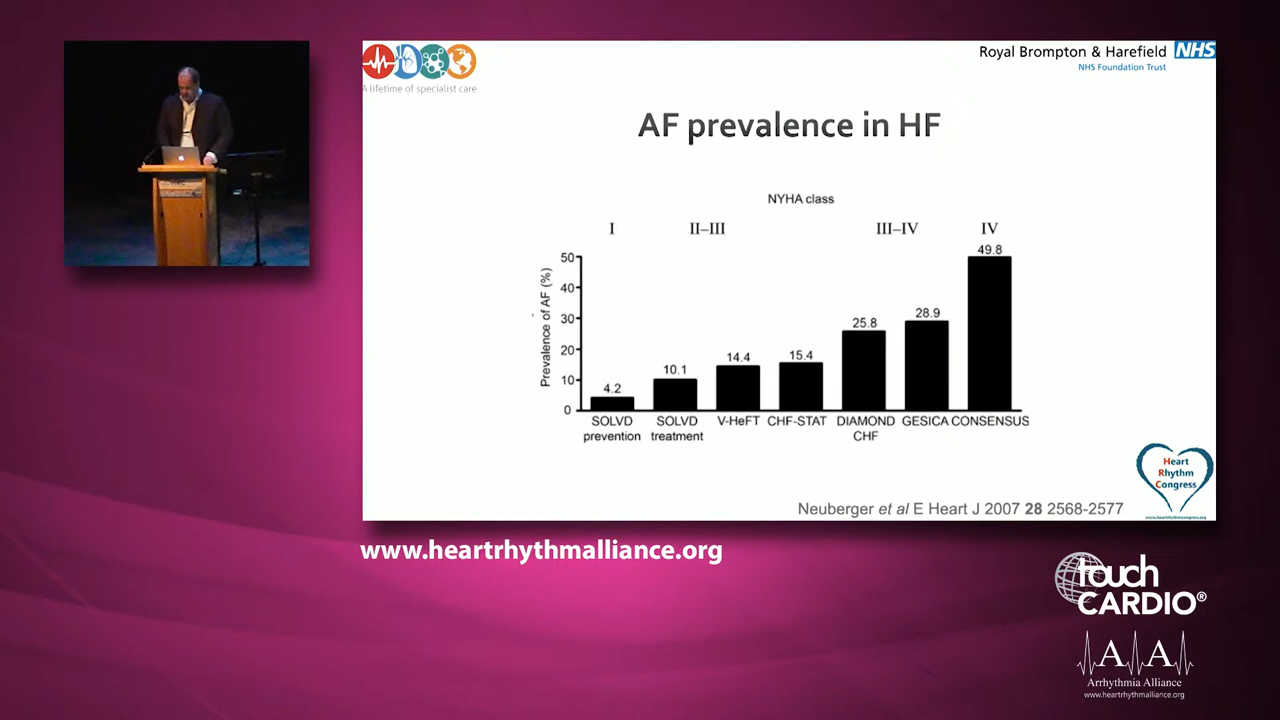 A lifetime of specialist care
Royal Brompton & Harefield NHS
NHS Foundation Trust
AF prevalence in HF
NYHA class
I II–III III–IV IV
Prevalence of AF (%)
50
40
30
20
10
0
4.2
10.1
14.4
15.4
25.8
28.9
49.8
SOLVD prevention
SOLVD treatment
V-HeFT
CHF-STAT
DIAMOND CHF
GESICA
CONSENSUS
Heart
Rhythm
Congress
www.heartrhythmcongress.org
Neuberger et al E Heart J 2007 28 2568-2577
www.heartrhythmalliance.org
touch
CARDIO®
A A
Arrhythmia Alliance
www.heartrhythmalliance.org